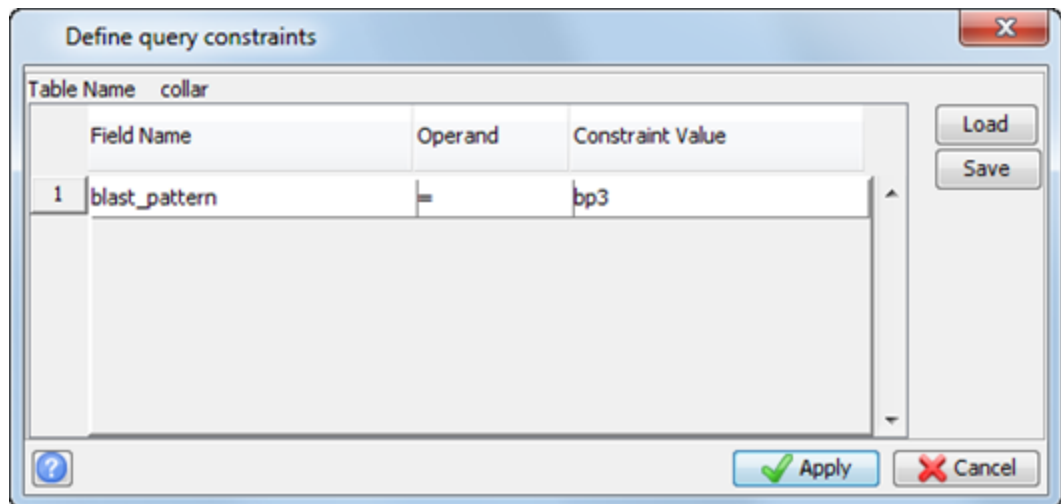 Define query constraints
Table Name collar
Field Name Operand Constraint Value
Load
Save
1 blast_pattern = bp3
Apply Cancel